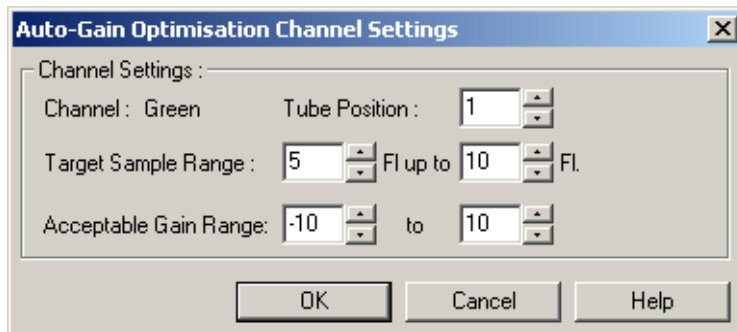 Auto-Gain Optimisation Channel Settings
Channel Settings :
Channel : Green Tube Position : 1
Target Sample Range : 5 Fl up to 10 Fl.
Acceptable Gain Range: -10 to 10
OK Cancel Help